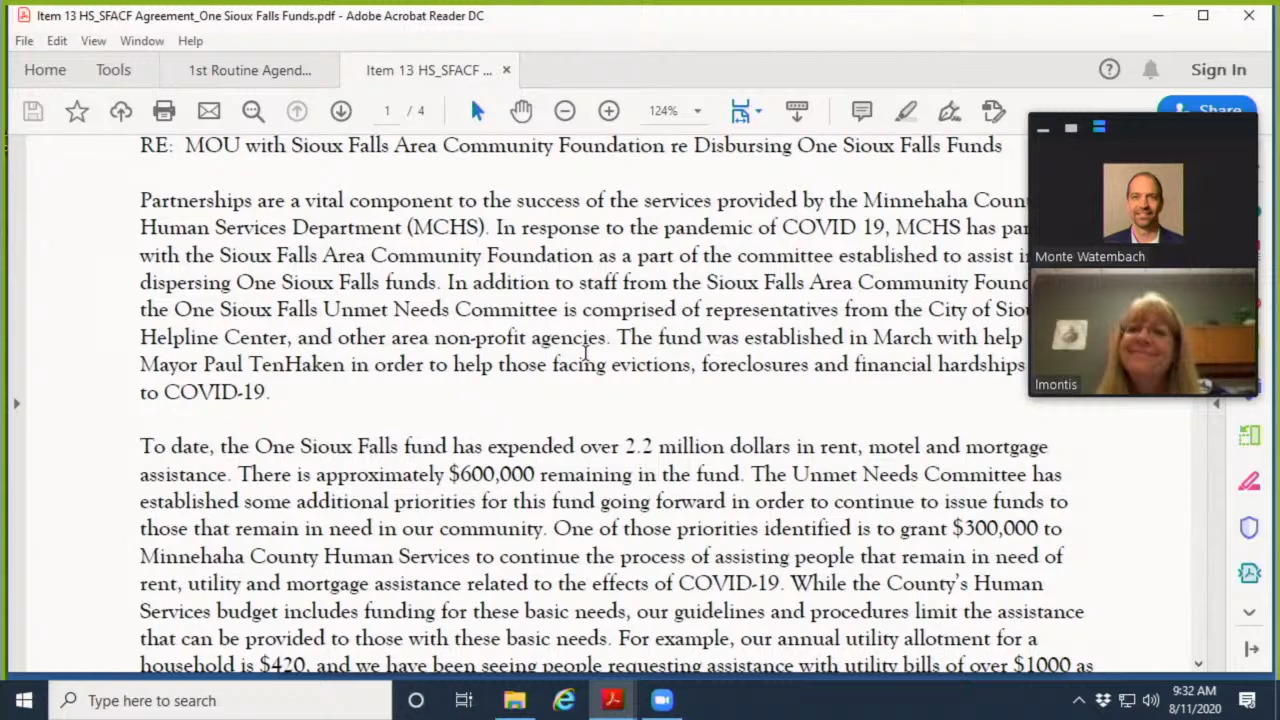 Item 13 HS_SFACF Agreement_One Sioux Falls Funds.pdf - Adobe Acrobat Reader DC
File Edit View Window Help
Home Tools 1st Routine Agend... Item 13 HS_SFACF ... × Sign In
1 / 4 124% Share
RE: MOU with Sioux Falls Area Community Foundation re Disbursing One Sioux Falls Funds
Partnerships are a vital component to the success of the services provided by the Minnehaha
Human Services Department (MCHS). In response to the pandemic of COVID 19, MCHS has
with the Sioux Falls Area Community Foundation as a part of the committee established to assist
dispersing One Sioux Falls funds. In addition to staff from the Sioux Falls Area Community
the One Sioux Falls Unmet Needs Committee is comprised of representatives from the City of
Helpline Center, and other area non-profit agencies. The fund was established in March with help
Mayor Paul TenHaken in order to help those facing evictions, foreclosures and financial hardships
to COVID-19.
To date, the One Sioux Falls fund has expended over 2.2 million dollars in rent, motel and mortgage
assistance. There is approximately $600,000 remaining in the fund. The Unmet Needs Committee has
established some additional priorities for this fund going forward in order to continue to issue funds to
those that remain in need in our community. One of those priorities identified is to grant $300,000 to
Minnehaha County Human Services to continue the process of assisting people that remain in need of
rent, utility and mortgage assistance related to the effects of COVID-19. While the County's Human
Services budget includes funding for these basic needs, our guidelines and procedures limit the assistance
that can be provided to those with these basic needs. For example, our annual utility allotment for a
household is $420, and we have been seeing people requesting assistance with utility bills of over $1000 as
Monte Watembach
lmontis
Type here to search
9:32 AM
8/11/2020